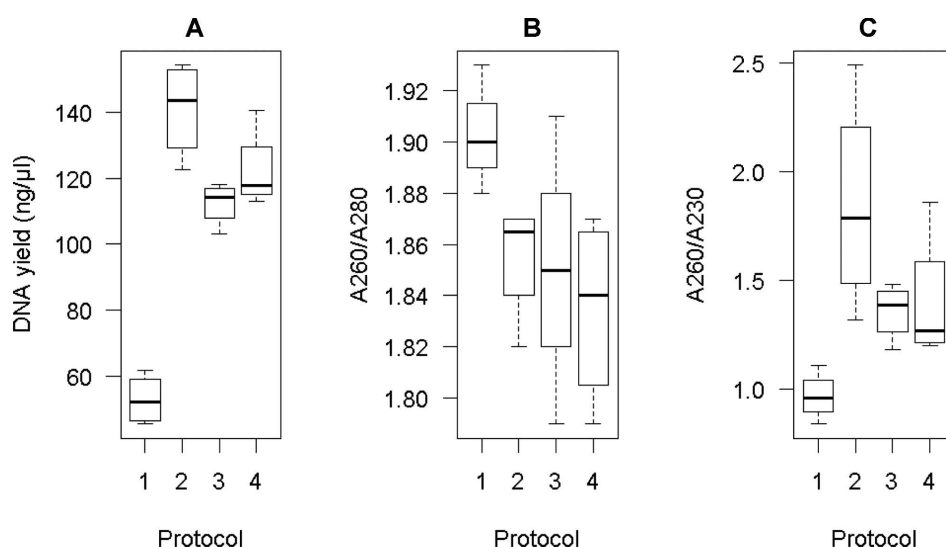 A
DNA yield (ng/µl)
140
120
100
80
60
1 2 3 4
Protocol
B
A260/A280
1.92
1.90
1.88
1.86
1.84
1.82
1.80
1 2 3 4
Protocol
C
A260/A230
2.5
2.0
1.5
1.0
1 2 3 4
Protocol